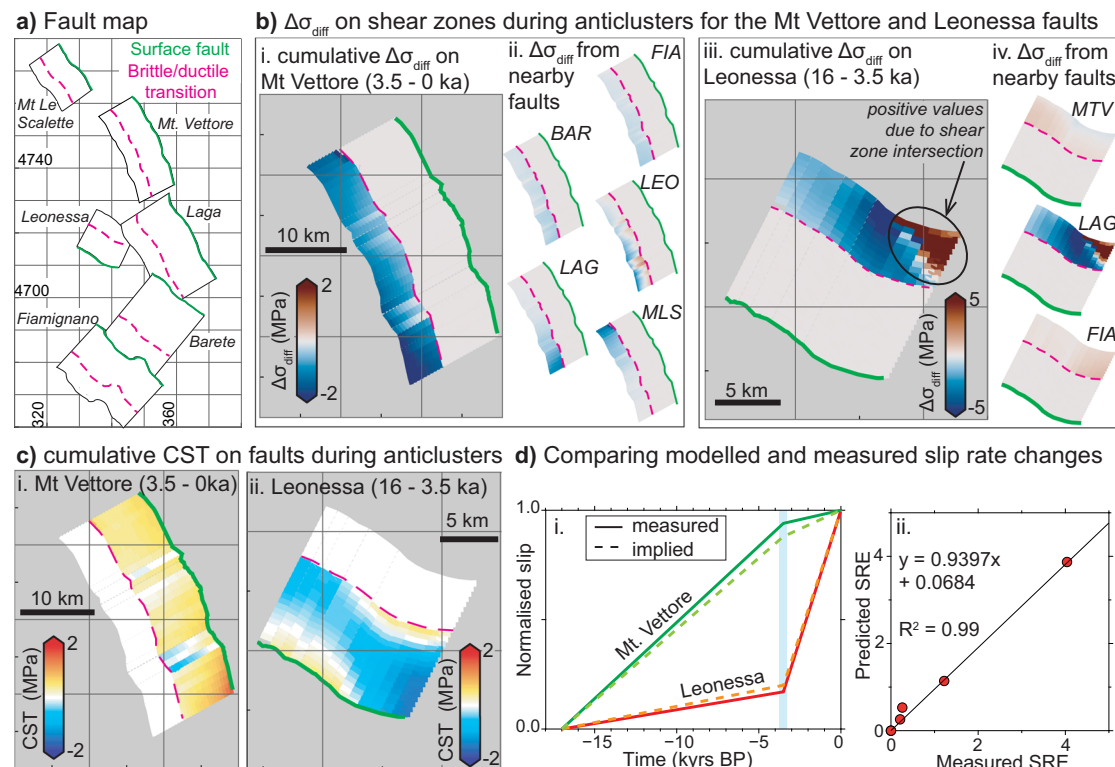 a) Fault map
Surface fault
Brittle/ductile
transition
Mt Le
Scalette
Mt. Vettore
4740
Leonessa
Laga
4700
Fiamignano
Barete
320
360
b) Δσdiff on shear zones during anticlusters for the Mt Vettore and Leonessa faults
i. cumulative Δσdiff on
Mt Vettore (3.5 - 0 ka)
10 km
2
-2
Δσdiff (MPa)
ii. Δσdiff from
nearby
faults
FIA
BAR
LEO
LAG
MLS
iii. cumulative Δσdiff on
Leonessa (16 - 3.5 ka)
positive values
due to shear
zone intersection
5 km
5
-5
Δσdiff (MPa)
iv. Δσdiff from
nearby faults
MTV
LAG
FIA
c) cumulative CST on faults during anticlusters
i. Mt Vettore (3.5 - 0ka)
10 km
2
-2
CST (MPa)
ii. Leonessa (16 - 3.5 ka)
5 km
2
-2
CST (MPa)
d) Comparing modelled and measured slip rate changes
i.
1.0
0.0
Normalised slip
measured
implied
Mt. Vettore
Leonessa
-15
-10
-5
0
Time (kyrs BP)
ii.
y = 0.9397x
+ 0.0684
R² = 0.99
Predicted SRE
4
2
0
0
2
4
Measured SRE